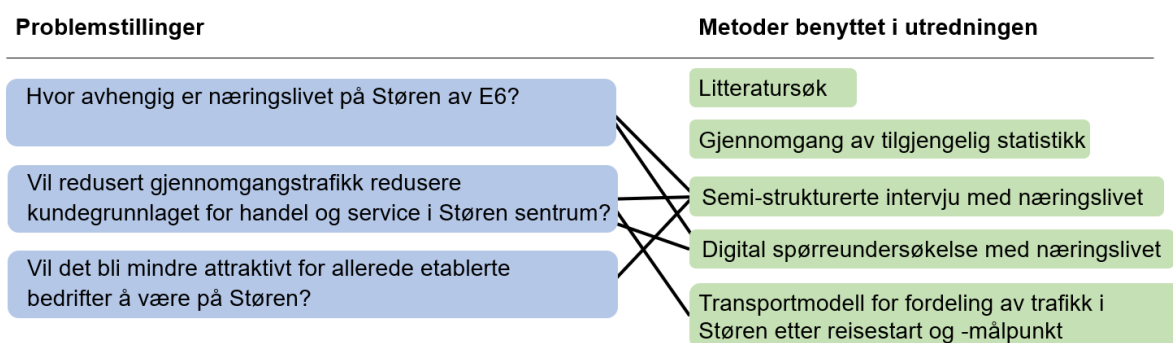 Problemstillinger
Metoder benyttet i utredningen
Hvor avhengig er næringslivet på Støren av E6?
Vil redusert gjennomgangstrafikk redusere
kundegrunnlaget for handel og service i Støren sentrum?
Vil det bli mindre attraktivt for allerede etablerte
bedrifter å være på Støren?
Litteratursøk
Gjennomgang av tilgjengelig statistikk
Semi-strukturerte intervju med næringslivet
Digital spørreundersøkelse med næringslivet
Transportmodell for fordeling av trafikk i
Støren etter reisestart og -målpunkt